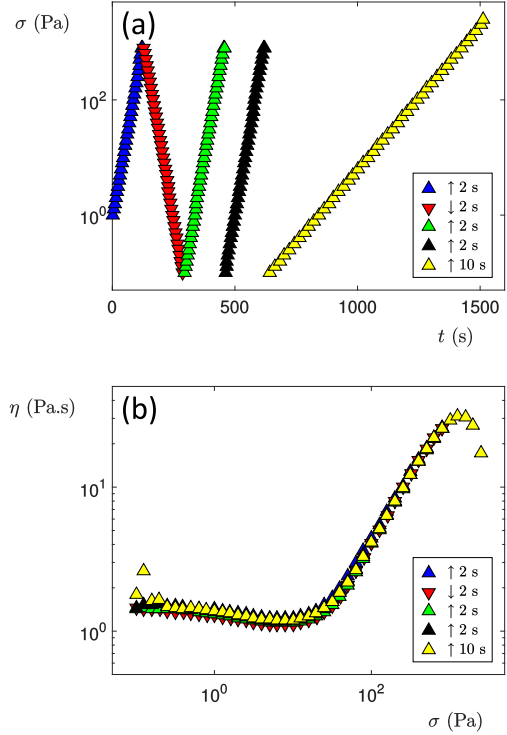 σ (Pa)
(a)
10²
10⁰
↑ 2 s
↓ 2 s
↑ 2 s
↑ 2 s
↑ 10 s
0 500 1000 1500
t (s)
η (Pa.s)
(b)
10¹
10⁰
↑ 2 s
↓ 2 s
↑ 2 s
↑ 2 s
↑ 10 s
10⁰ 10²
σ (Pa)